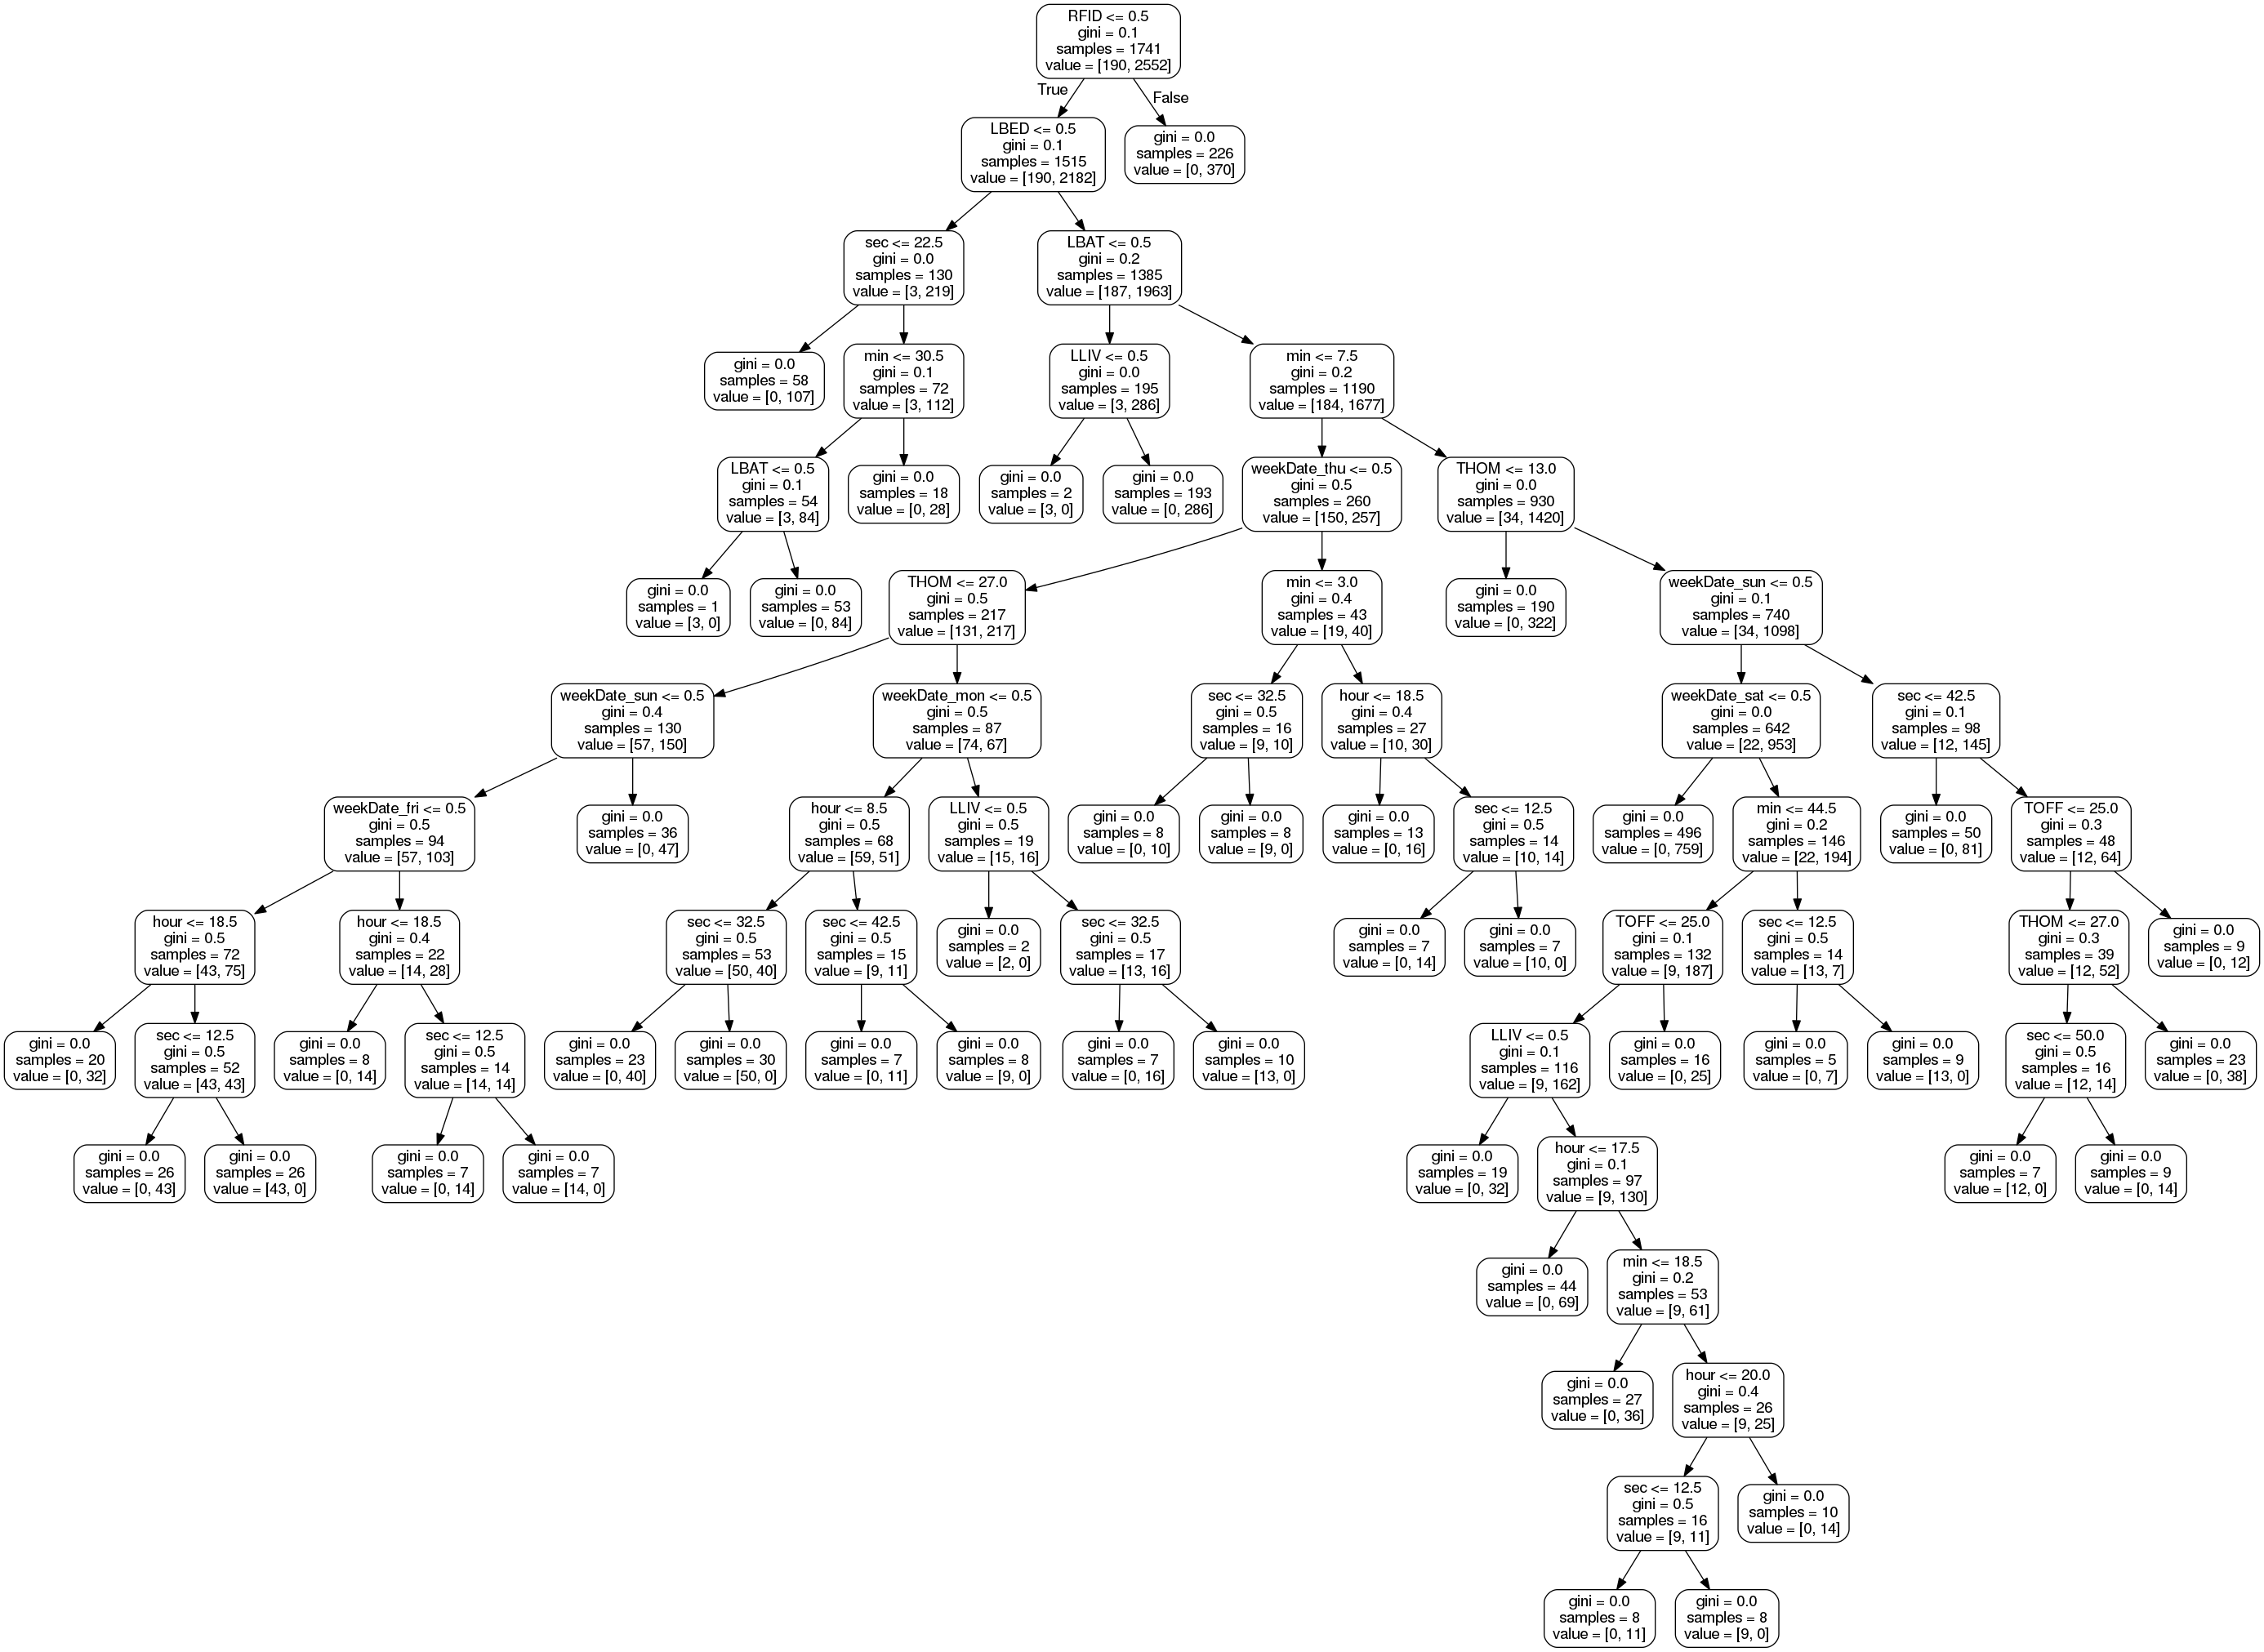 RFID <= 0.5
gini = 0.1
samples = 1741
value = [190, 2552]
True
False
LBED <= 0.5
gini = 0.1
samples = 1515
value = [190, 2182]
gini = 0.0
samples = 226
value = [0, 370]
sec <= 22.5
gini = 0.0
samples = 130
value = [3, 219]
LBAT <= 0.5
gini = 0.2
samples = 1385
value = [187, 1963]
gini = 0.0
samples = 58
value = [0, 107]
min <= 30.5
gini = 0.1
samples = 72
value = [3, 112]
LLIV <= 0.5
gini = 0.0
samples = 195
value = [3, 286]
min <= 7.5
gini = 0.2
samples = 1190
value = [184, 1677]
LBAT <= 0.5
gini = 0.1
samples = 54
value = [3, 84]
gini = 0.0
samples = 18
value = [0, 28]
gini = 0.0
samples = 2
value = [3, 0]
gini = 0.0
samples = 193
value = [0, 286]
weekDate_thu <= 0.5
gini = 0.5
samples = 260
value = [150, 257]
THOM <= 13.0
gini = 0.0
samples = 930
value = [34, 1420]
gini = 0.0
samples = 1
value = [3, 0]
gini = 0.0
samples = 53
value = [0, 84]
THOM <= 27.0
gini = 0.5
samples = 217
value = [131, 217]
min <= 3.0
gini = 0.4
samples = 43
value = [19, 40]
gini = 0.0
samples = 190
value = [0, 322]
weekDate_sun <= 0.5
gini = 0.1
samples = 740
value = [34, 1098]
weekDate_sun <= 0.5
gini = 0.4
samples = 130
value = [57, 150]
weekDate_mon <= 0.5
gini = 0.5
samples = 87
value = [74, 67]
sec <= 32.5
gini = 0.5
samples = 16
value = [9, 10]
hour <= 18.5
gini = 0.4
samples = 27
value = [10, 30]
weekDate_sat <= 0.5
gini = 0.0
samples = 642
value = [22, 953]
sec <= 42.5
gini = 0.1
samples = 98
value = [12, 145]
weekDate_fri <= 0.5
gini = 0.5
samples = 94
value = [57, 103]
gini = 0.0
samples = 36
value = [0, 47]
hour <= 8.5
gini = 0.5
samples = 68
value = [59, 51]
LLIV <= 0.5
gini = 0.5
samples = 19
value = [15, 16]
gini = 0.0
samples = 8
value = [0, 10]
gini = 0.0
samples = 8
value = [9, 0]
gini = 0.0
samples = 13
value = [0, 16]
sec <= 12.5
gini = 0.5
samples = 14
value = [10, 14]
gini = 0.0
samples = 496
value = [0, 759]
min <= 44.5
gini = 0.2
samples = 146
value = [22, 194]
gini = 0.0
samples = 50
value = [0, 81]
TOFF <= 25.0
gini = 0.3
samples = 48
value = [12, 64]
hour <= 18.5
gini = 0.5
samples = 72
value = [43, 75]
hour <= 18.5
gini = 0.4
samples = 22
value = [14, 28]
sec <= 32.5
gini = 0.5
samples = 53
value = [50, 40]
sec <= 42.5
gini = 0.5
samples = 15
value = [9, 11]
gini = 0.0
samples = 2
value = [2, 0]
sec <= 32.5
gini = 0.5
samples = 17
value = [13, 16]
gini = 0.0
samples = 7
value = [0, 14]
gini = 0.0
samples = 7
value = [10, 0]
TOFF <= 25.0
gini = 0.1
samples = 132
value = [9, 187]
sec <= 12.5
gini = 0.5
samples = 14
value = [13, 7]
THOM <= 27.0
gini = 0.3
samples = 39
value = [12, 52]
gini = 0.0
samples = 9
value = [0, 12]
gini = 0.0
samples = 20
value = [0, 32]
sec <= 12.5
gini = 0.5
samples = 52
value = [43, 43]
gini = 0.0
samples = 8
value = [0, 14]
sec <= 12.5
gini = 0.5
samples = 14
value = [14, 14]
gini = 0.0
samples = 23
value = [0, 40]
gini = 0.0
samples = 30
value = [50, 0]
gini = 0.0
samples = 7
value = [0, 11]
gini = 0.0
samples = 8
value = [9, 0]
gini = 0.0
samples = 7
value = [0, 16]
gini = 0.0
samples = 10
value = [13, 0]
LLIV <= 0.5
gini = 0.1
samples = 116
value = [9, 162]
gini = 0.0
samples = 16
value = [0, 25]
gini = 0.0
samples = 5
value = [0, 7]
gini = 0.0
samples = 9
value = [13, 0]
sec <= 50.0
gini = 0.5
samples = 16
value = [12, 14]
gini = 0.0
samples = 23
value = [0, 38]
gini = 0.0
samples = 26
value = [0, 43]
gini = 0.0
samples = 26
value = [43, 0]
gini = 0.0
samples = 7
value = [0, 14]
gini = 0.0
samples = 7
value = [14, 0]
gini = 0.0
samples = 19
value = [0, 32]
hour <= 17.5
gini = 0.1
samples = 97
value = [9, 130]
gini = 0.0
samples = 7
value = [12, 0]
gini = 0.0
samples = 9
value = [0, 14]
gini = 0.0
samples = 44
value = [0, 69]
min <= 18.5
gini = 0.2
samples = 53
value = [9, 61]
gini = 0.0
samples = 27
value = [0, 36]
hour <= 20.0
gini = 0.4
samples = 26
value = [9, 25]
sec <= 12.5
gini = 0.5
samples = 16
value = [9, 11]
gini = 0.0
samples = 10
value = [0, 14]
gini = 0.0
samples = 8
value = [0, 11]
gini = 0.0
samples = 8
value = [9, 0]